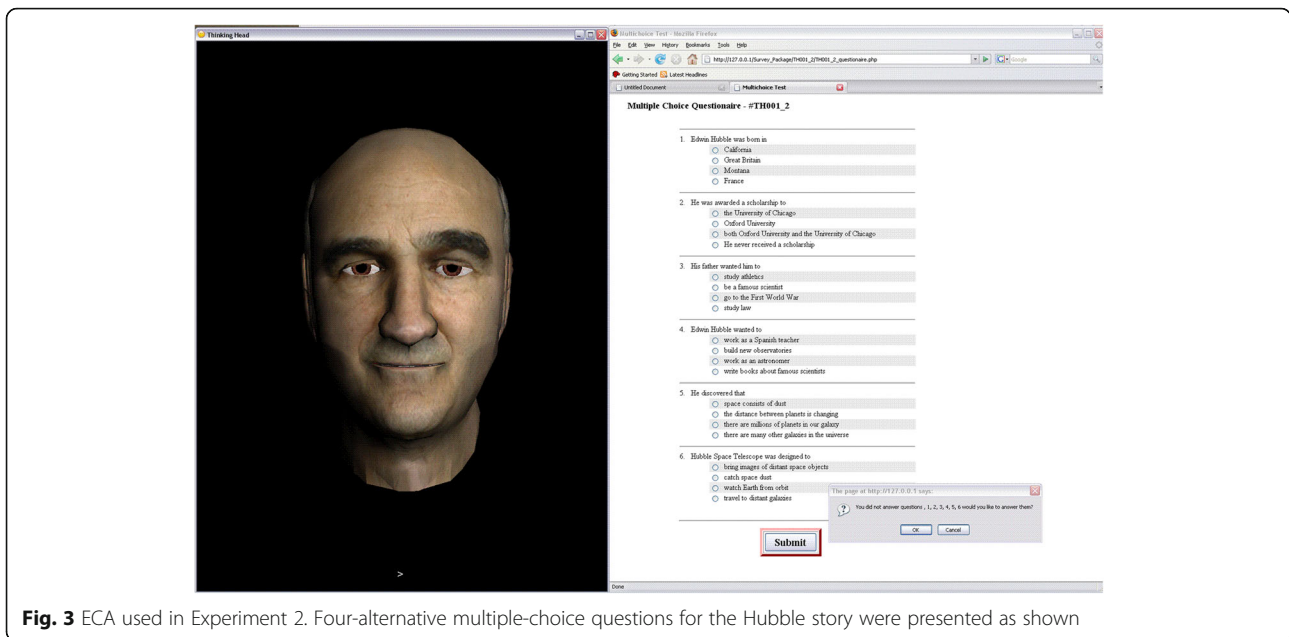 Thinking Head
Multichoice Test - Mozilla Firefox
File Edit View History Bookmarks Tools Help
http://127.0.0.1/Survey_Package/TH001_2/TH001_2_questionaire.php
Google
Getting Started Latest Headlines
Untitled Document Multichoice Test
Multiple Choice Questionaire - #TH001_2
1. Edwin Hubble was born in
California
Great Britain
Montana
France
2. He was awarded a scholarship to
the University of Chicago
Oxford University
both Oxford University and the University of Chicago
He never received a scholarship
3. His father wanted him to
study athletics
be a famous scientist
go to the First World War
study law
4. Edwin Hubble wanted to
work as a Spanish teacher
build new observatories
work as an astronomer
write books about famous scientists
5. He discovered that
space consists of dust
the distance between planets is changing
there are millions of planets in our galaxy
there are many other galaxies in the universe
6. Hubble Space Telescope was designed to
bring images of distant space objects
catch space dust
watch Earth from orbit
travel to distant galaxies
The page at http://127.0.0.1 says:
You did not answer questions , 1, 2, 3, 4, 5, 6 would you like to answer them?
OK Cancel
Submit
>
Done
Fig. 3 ECA used in Experiment 2. Four-alternative multiple-choice questions for the Hubble story were presented as shown